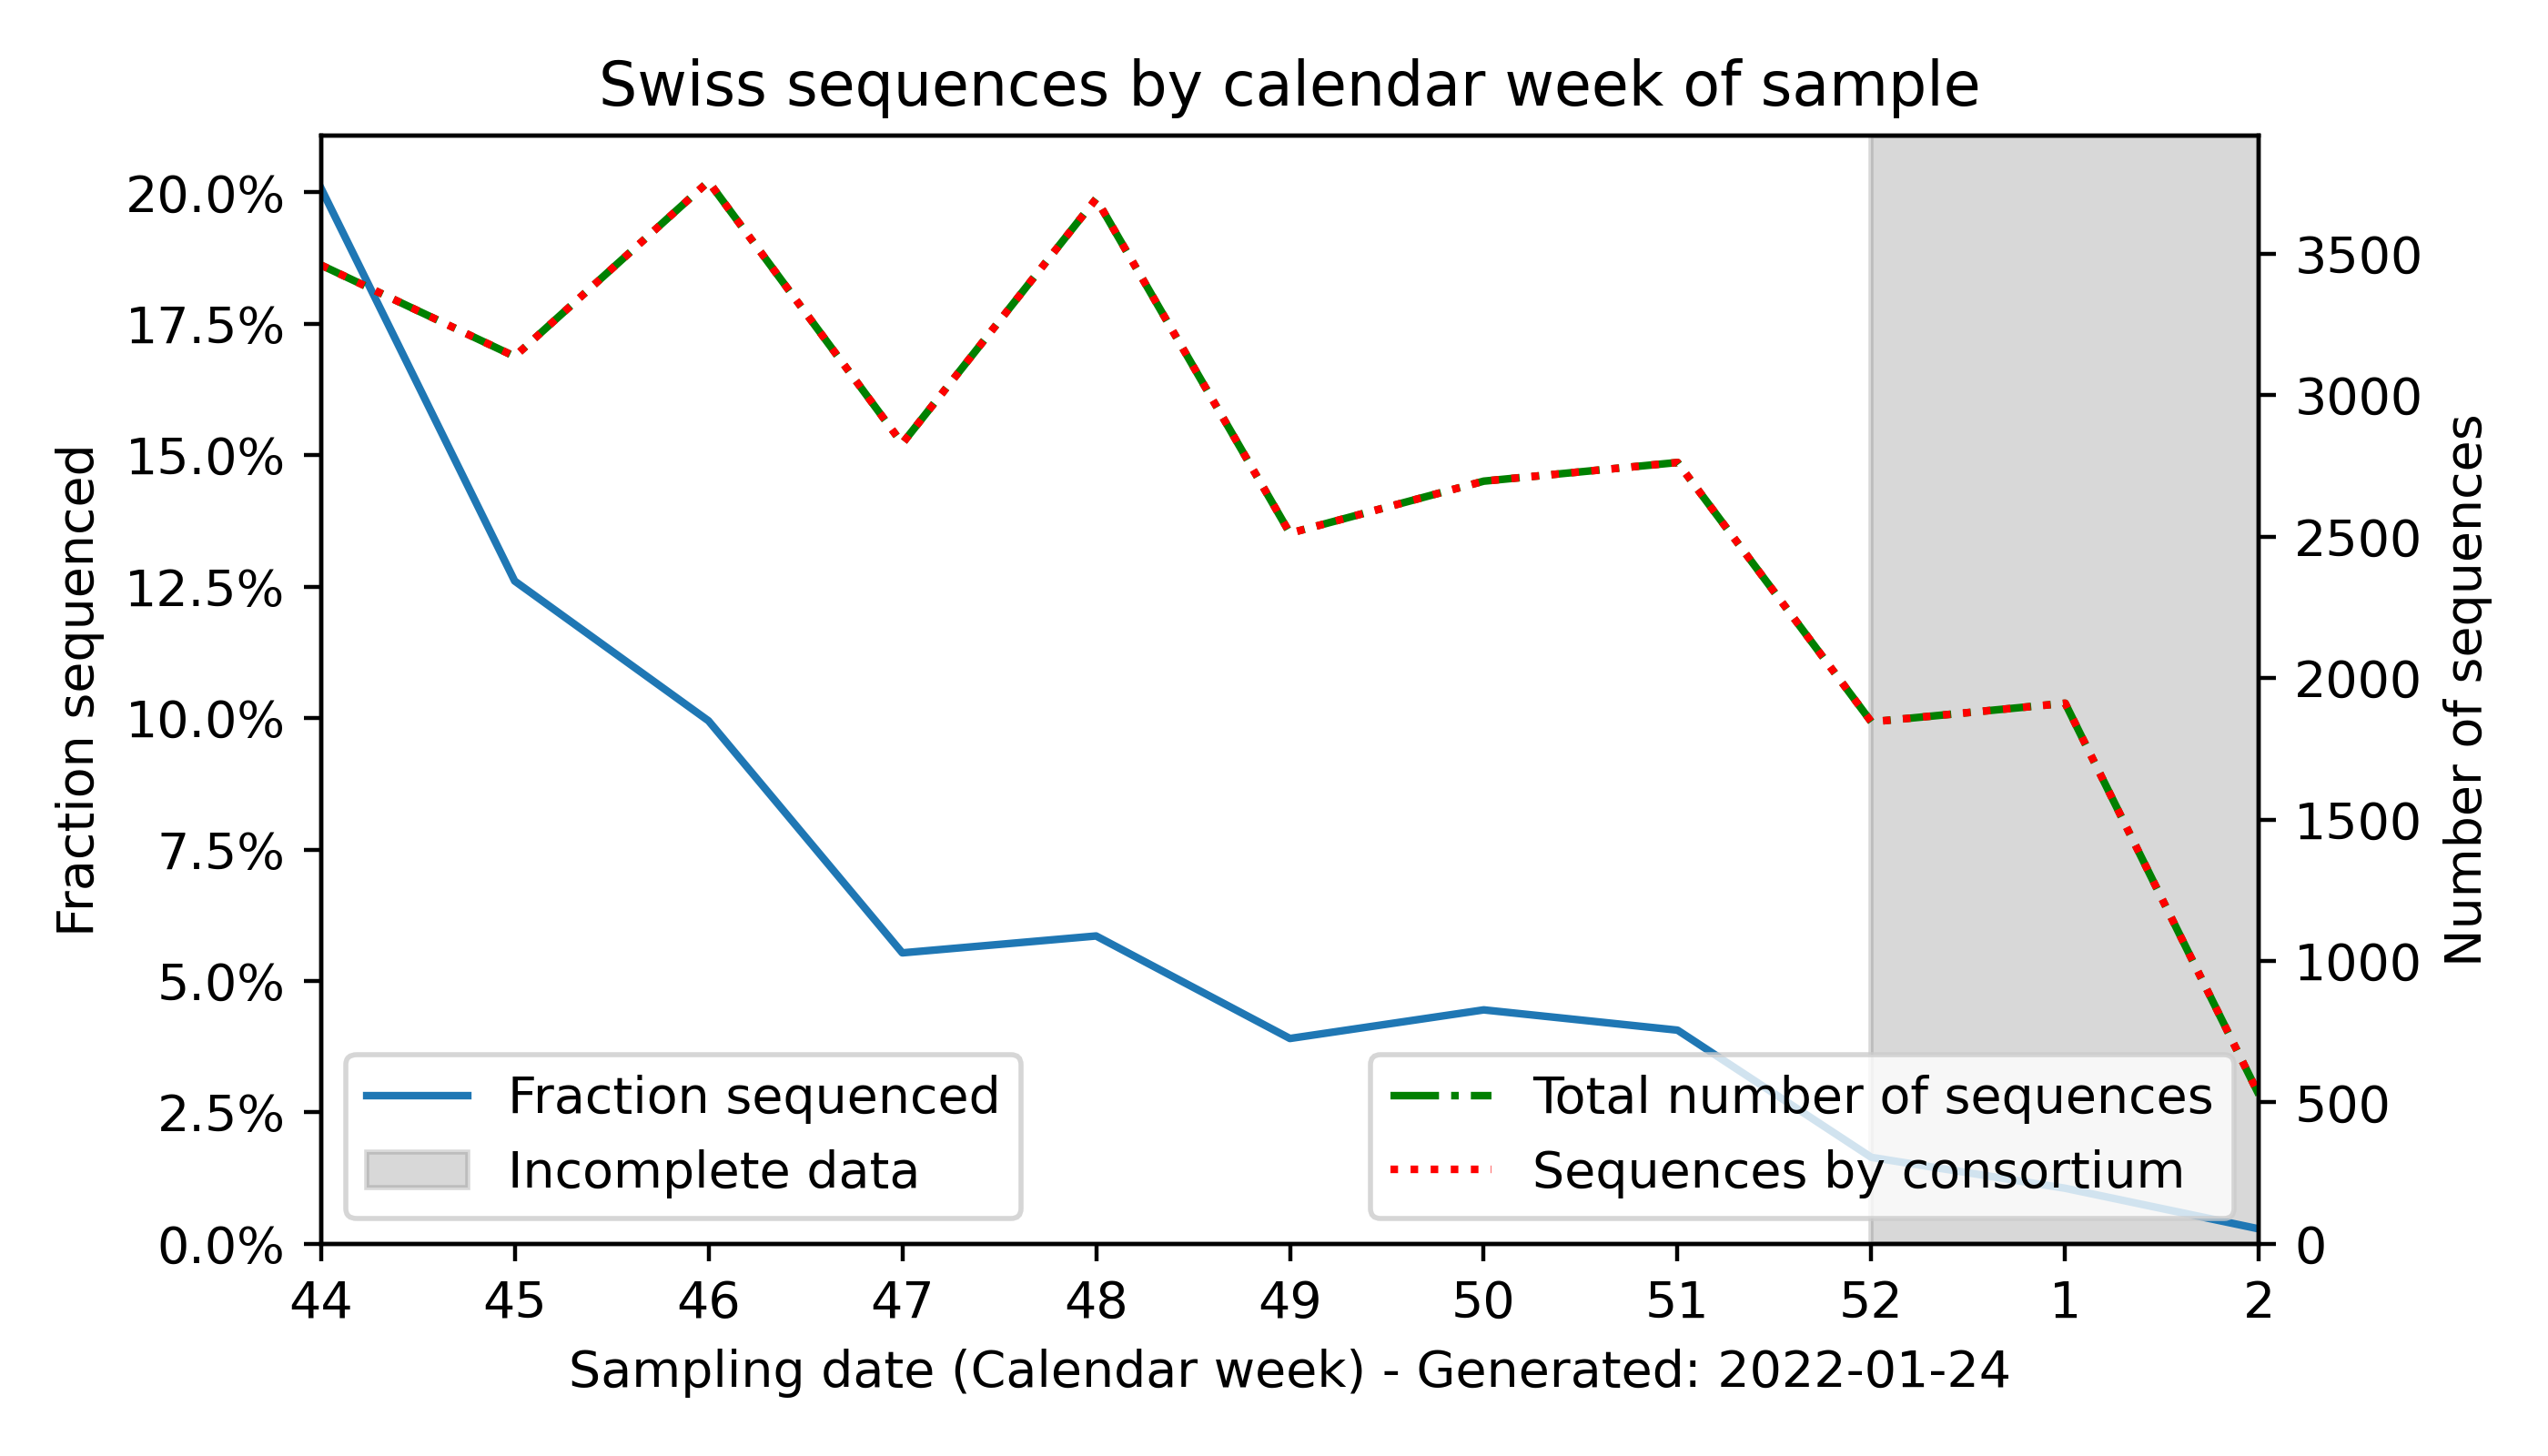 Swiss sequences by calendar week of sample
Fraction sequenced
20.0%
17.5%
15.0%
12.5%
10.0%
7.5%
5.0%
2.5%
0.0%
3500
3000
2500
2000
1500
1000
500
0
Number of sequences
Fraction sequenced
Incomplete data
Total number of sequences
Sequences by consortium
44 45 46 47 48 49 50 51 52 1 2
Sampling date (Calendar week) - Generated: 2022-01-24